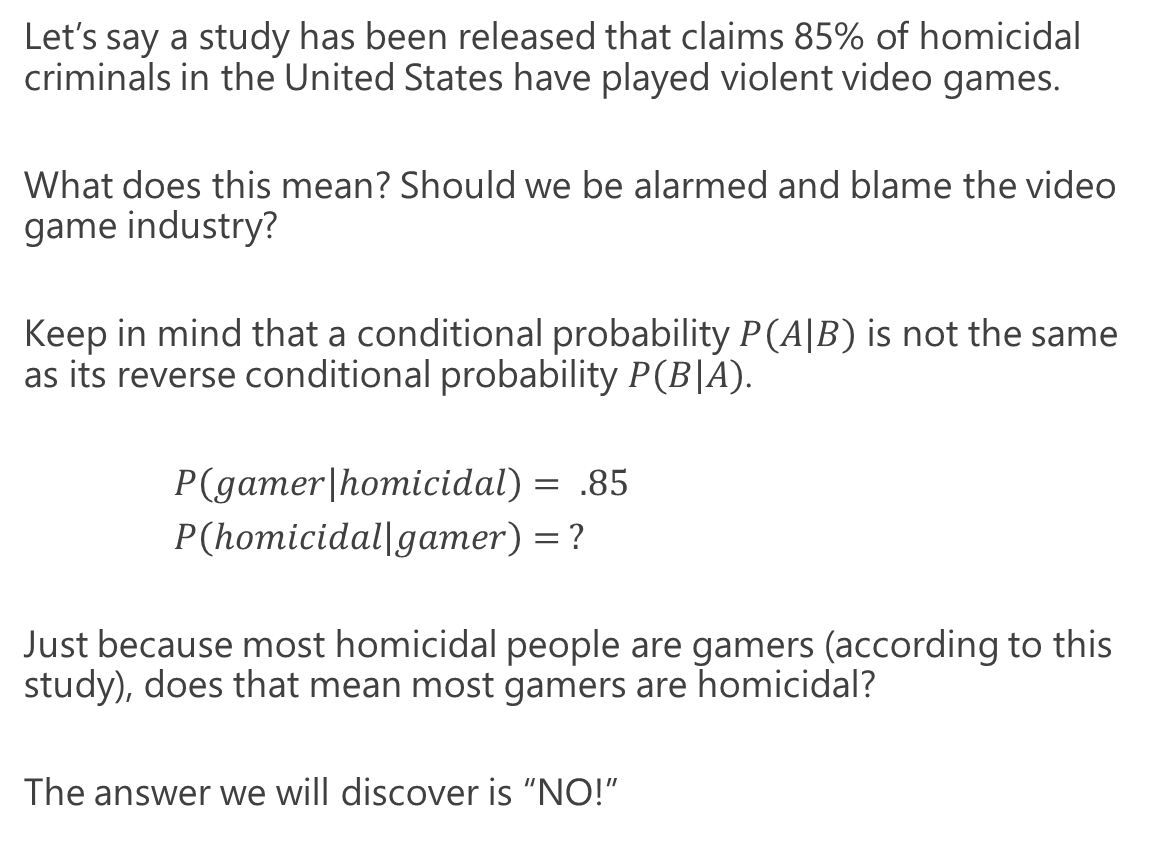 Let’s say a study has been released that claims 85% of homicidal
criminals in the United States have played violent video games.
What does this mean? Should we be alarmed and blame the video
game industry?
Keep in mind that a conditional probability P(A|B) is not the same
as its reverse conditional probability P(B|A).
P(gamer|homicidal) = .85
P(homicidal|gamer) = ?
Just because most homicidal people are gamers (according to this
study), does that mean most gamers are homicidal?
The answer we will discover is “NO!”